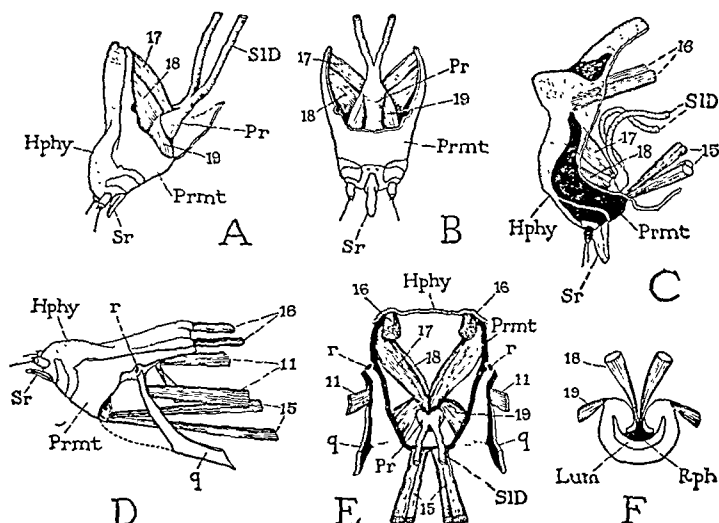 17
18
SlD
Hphy
Pr
19
Prmt
Sr
A
17
Pr
18
19
Prmt
Sr
B
16
SlD
17
15
18
Hphy
Prmt
Sr
C
Hphy
r
16
11
Sr
15
Prmt
q
D
16
Hphy
16
17
Prmt
18
r
r
11
11
19
q
q
Pr
15
SlD
E
18
19
Lum
Rph
F